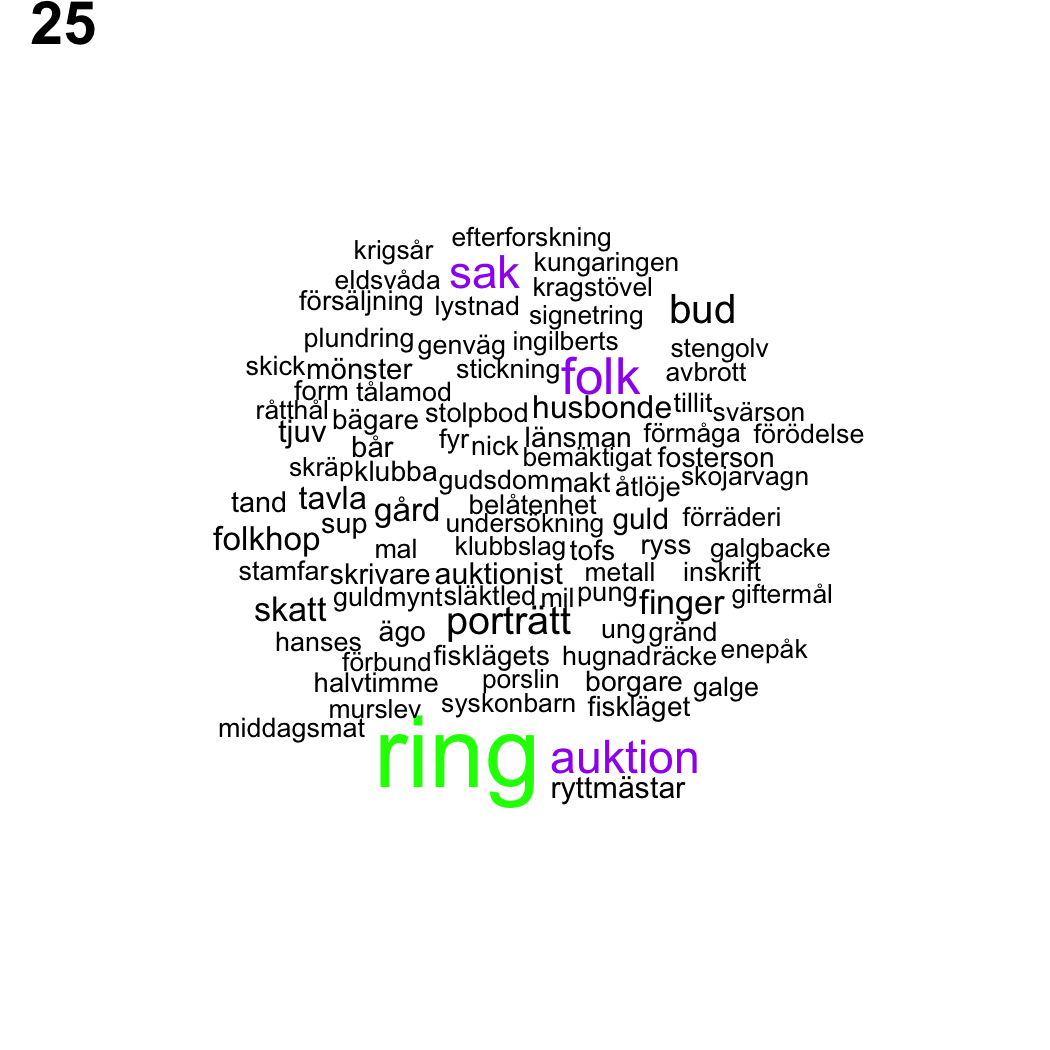 25
efterforskning
krigsår
kungaringen
sak
eldsvåda
kragstövel
försäljning
lystnad
signetring
bud
plundring
genväg
ingilberts
stengolv
skick
mönster
stickning
folk
avbrott
form
tålamod
råtthål
bägare
stolpbod
husbonde
tillit
svärson
tjuv
bår
fyr
nick
länsman
förmåga
förödelse
bemäktigat
fosterson
skräp
klubba
gudsdom
makt
åtlöje
skojarvagn
tand
tavla
gård
belåtenhet
sup
undersökning
guld
förräderi
folkhop
mal
klubbslag
tofs
ryss
galgbacke
stamfar
skrivare
auktionist
metall
inskrift
guldmynt
släktled
mil
pung
finger
giftermål
skatt
porträtt
ägo
ung
gränd
hanses
förbund
fisklägets
hugnad
räcke
enepåk
halvtimme
porslin
borgare
galge
murslev
syskonbarn
fiskläget
middagsmat
ring
auktion
ryttmästar